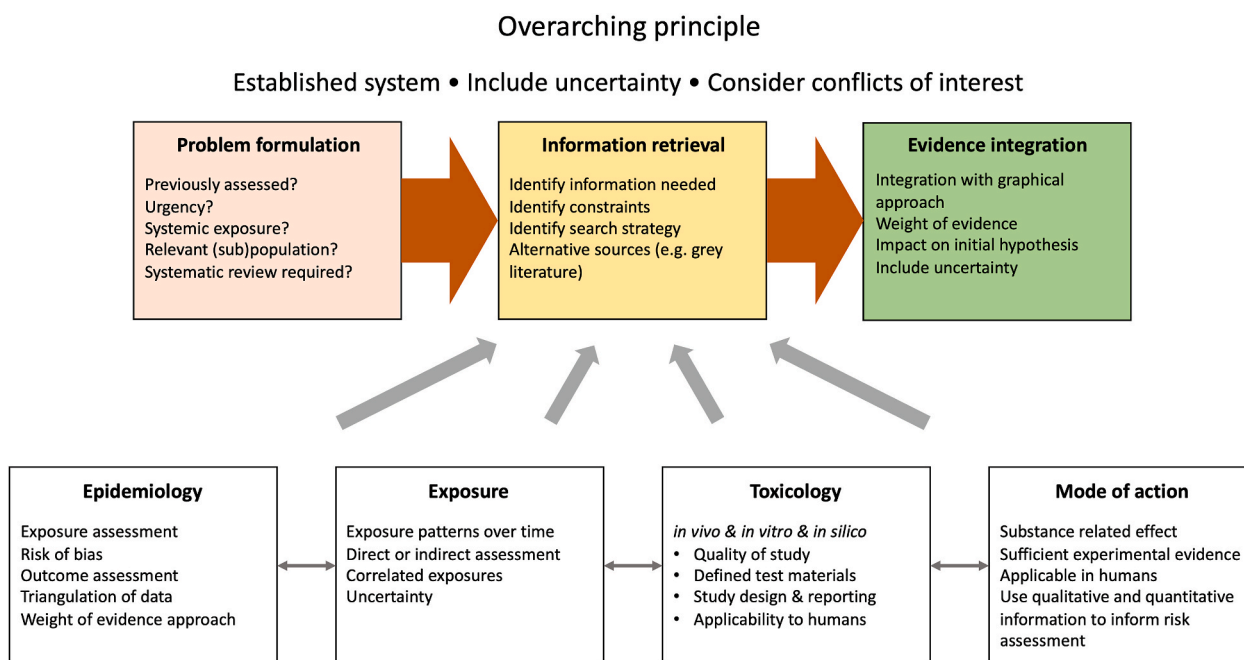 Overarching principle
Established system • Include uncertainty • Consider conflicts of interest
Problem formulation
Previously assessed?
Urgency?
Systemic exposure?
Relevant (sub)population?
Systematic review required?
Information retrieval
Identify information needed
Identify constraints
Identify search strategy
Alternative sources (e.g. grey
literature)
Evidence integration
Integration with graphical
approach
Weight of evidence
Impact on initial hypothesis
Include uncertainty
Epidemiology
Exposure assessment
Risk of bias
Outcome assessment
Triangulation of data
Weight of evidence approach
Exposure
Exposure patterns over time
Direct or indirect assessment
Correlated exposures
Uncertainty
Toxicology
in vivo & in vitro & in silico
• Quality of study
• Defined test materials
• Study design & reporting
• Applicability to humans
Mode of action
Substance related effect
Sufficient experimental evidence
Applicable in humans
Use qualitative and quantitative
information to inform risk
assessment